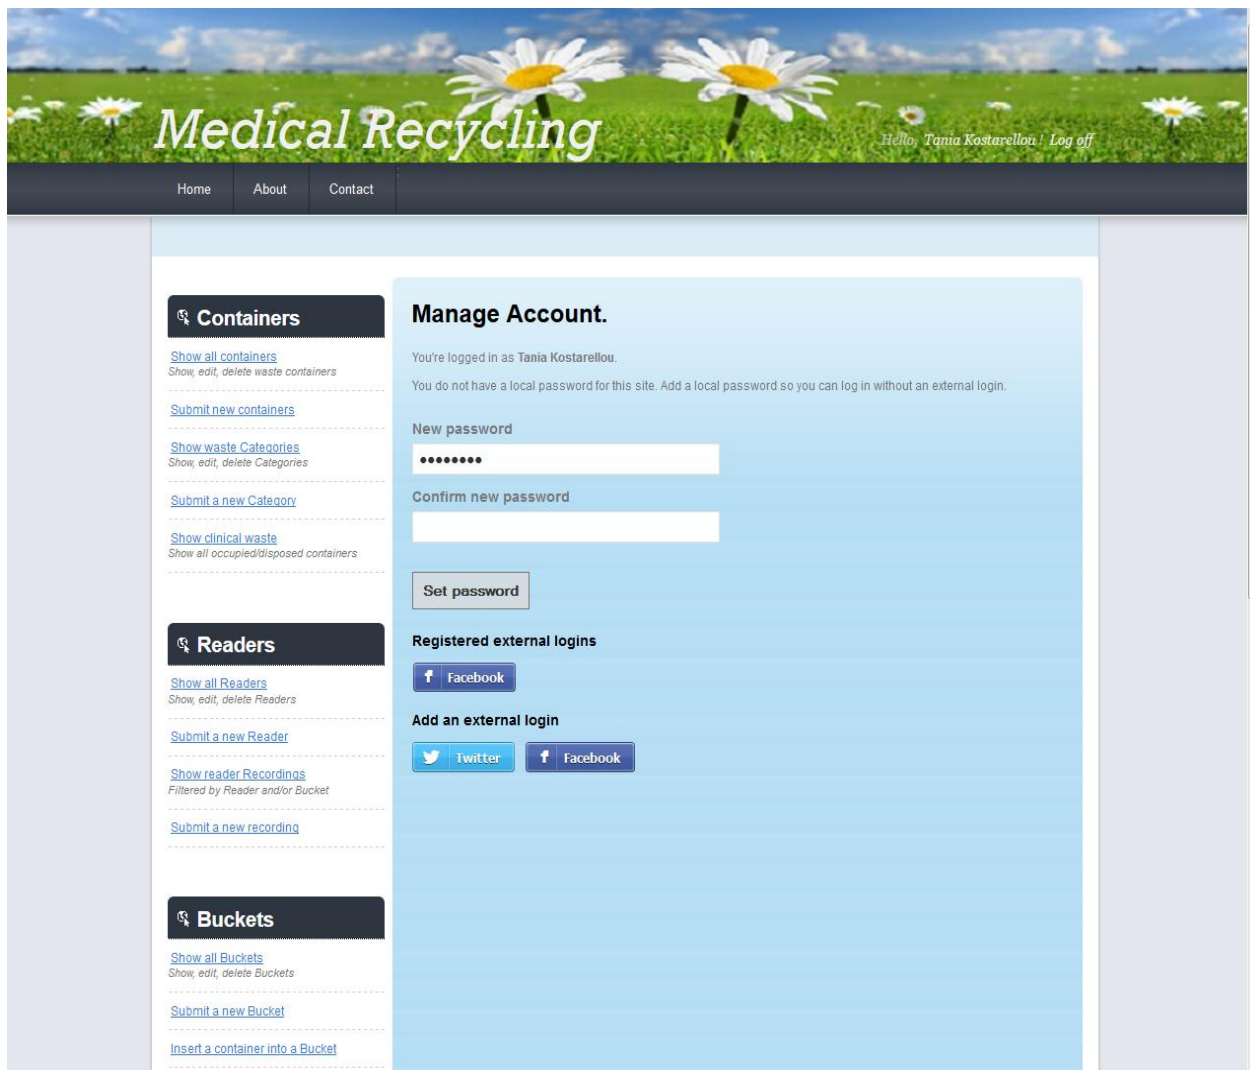 Medical Recycling
Hello, Tania Kostarellou! Log off
Home About Contact
Containers
Show all containers
Show, edit, delete waste containers
Submit new containers
Show waste Categories
Show, edit, delete Categories
Submit a new Category
Show clinical waste
Show all occupied/disposed containers
Readers
Show all Readers
Show, edit, delete Readers
Submit a new Reader
Show reader Recordings
Filtered by Reader and/or Bucket
Submit a new recording
Buckets
Show all Buckets
Show, edit, delete Buckets
Submit a new Bucket
Insert a container into a Bucket
Manage Account.
You're logged in as Tania Kostarellou.
You do not have a local password for this site. Add a local password so you can log in without an external login.
New password
••••••••
Confirm new password
Set password
Registered external logins
Facebook
Add an external login
Twitter Facebook